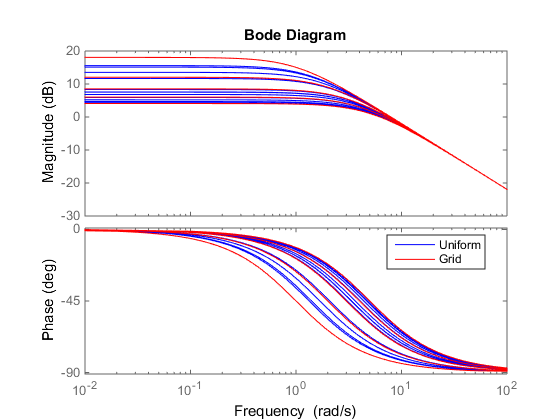 Bode Diagram
Magnitude (dB)
20
10
0
-10
-20
-30
Phase (deg)
0
-45
-90
Uniform
Grid
10^-2
10^-1
10^0
10^1
10^2
Frequency (rad/s)